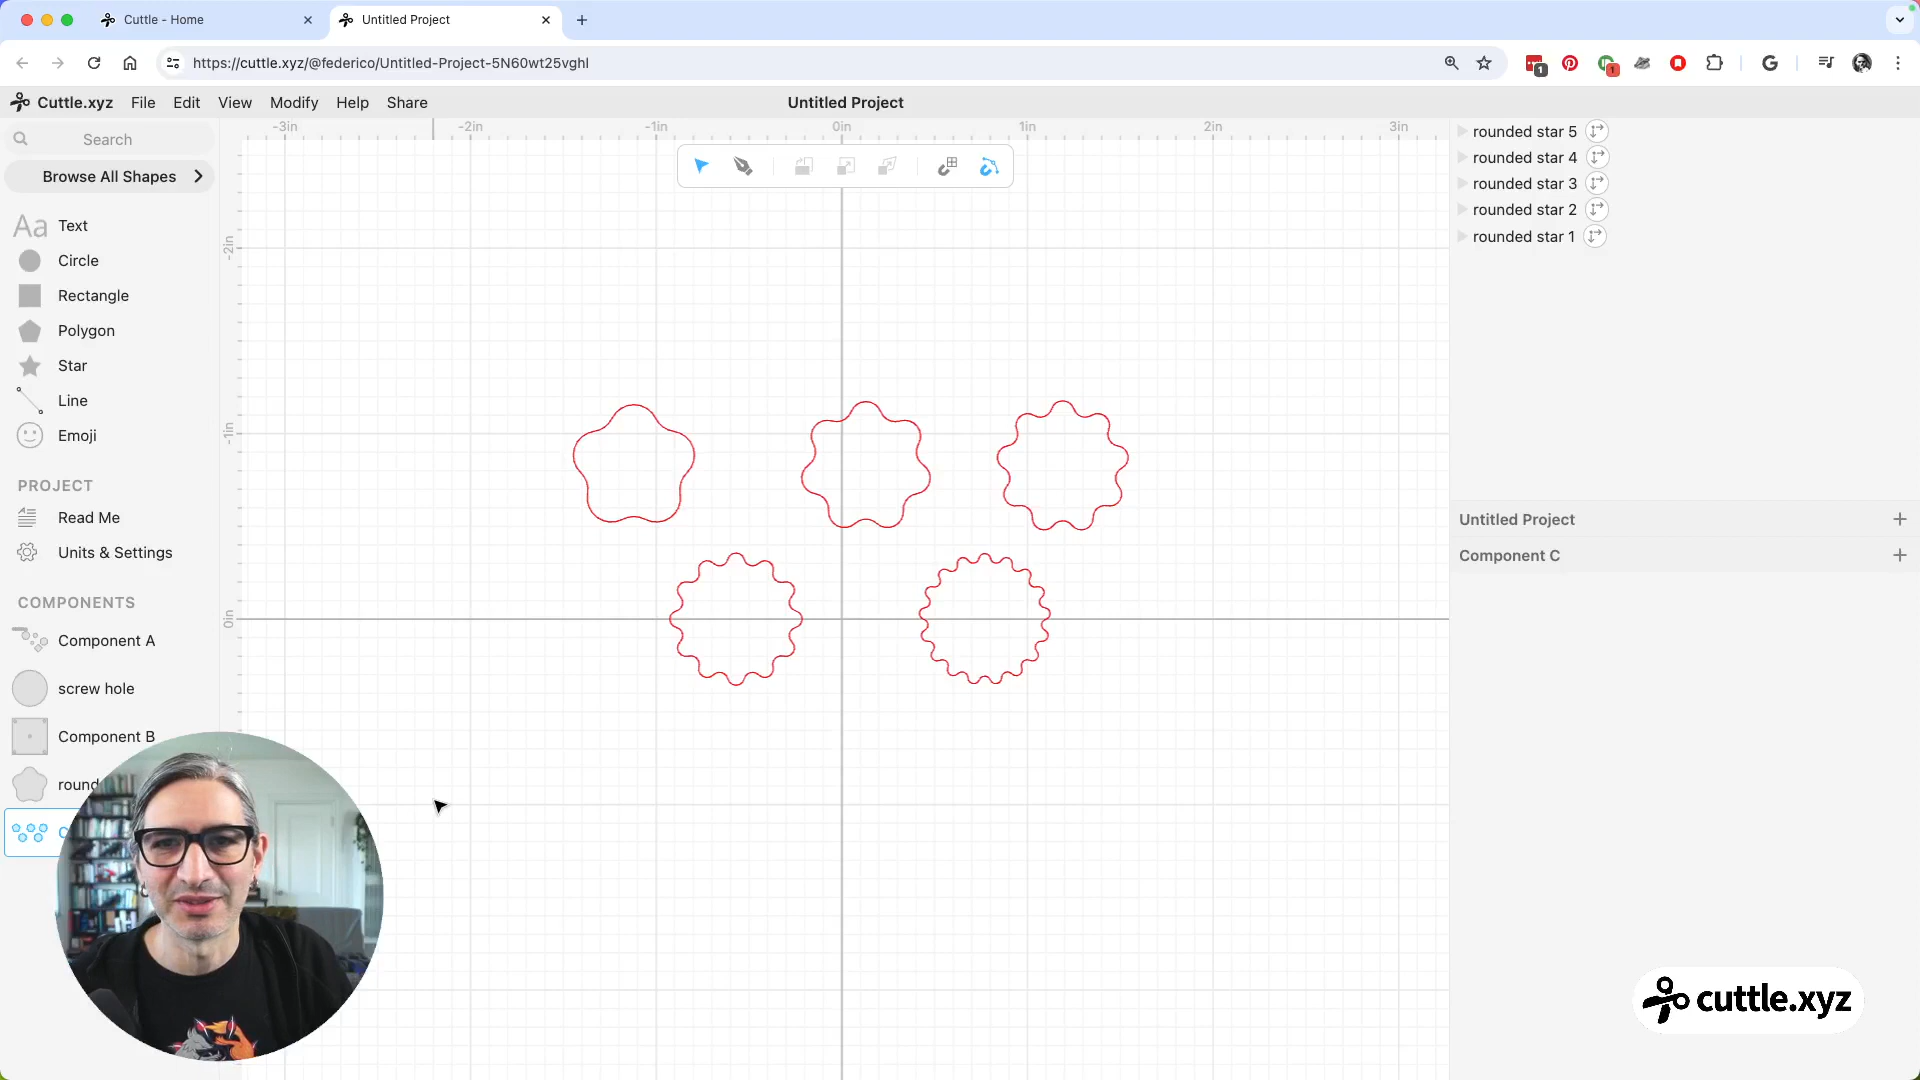 Cuttle - Home
Untitled Project
https://cuttle.xyz/@federico/Untitled-Project-5N60wt25vghl
1
1
Cuttle.xyz File Edit View Modify Help Share
Untitled Project
Search
Browse All Shapes
Text
Circle
Rectangle
Polygon
Star
Line
Emoji
PROJECT
Read Me
Units & Settings
COMPONENTS
Component A
screw hole
Component B
round
C
-3in -2in -1in 0in 1in 2in 3in
-2in
-1in
0in
rounded star 5
rounded star 4
rounded star 3
rounded star 2
rounded star 1
Untitled Project
Component C
cuttle.xyz